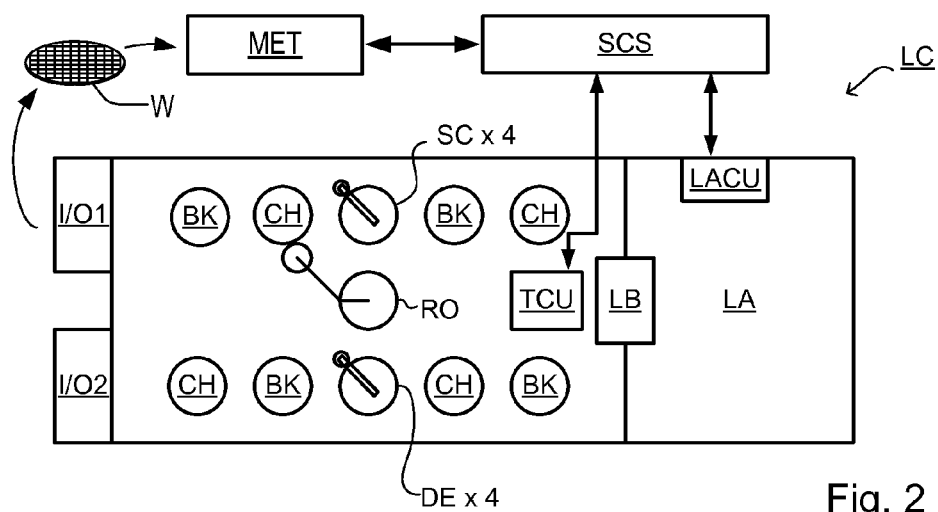 MET
SCS
LC
W
SC x 4
I/O1
BK
CH
BK
CH
LACU
RO
TCU
LB
LA
I/O2
CH
BK
CH
BK
DE x 4
Fig. 2